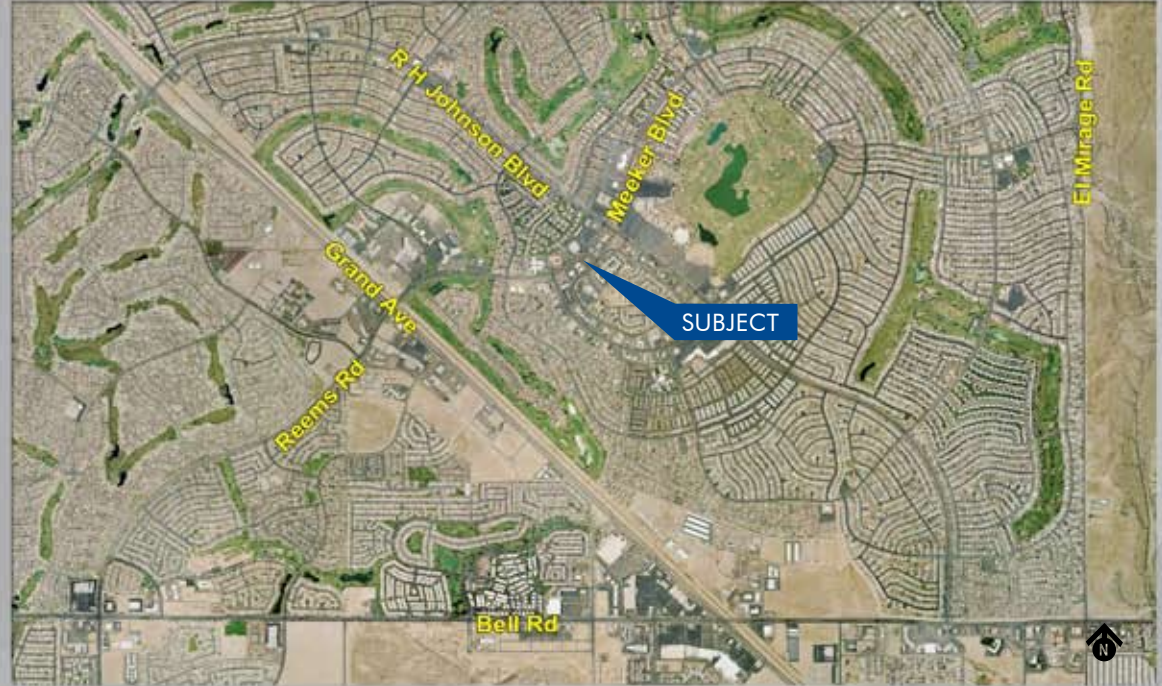 R H Johnson Blvd
Meeker Blvd
El Mirage Rd
Grand Ave
SUBJECT
Reems Rd
Bell Rd
N